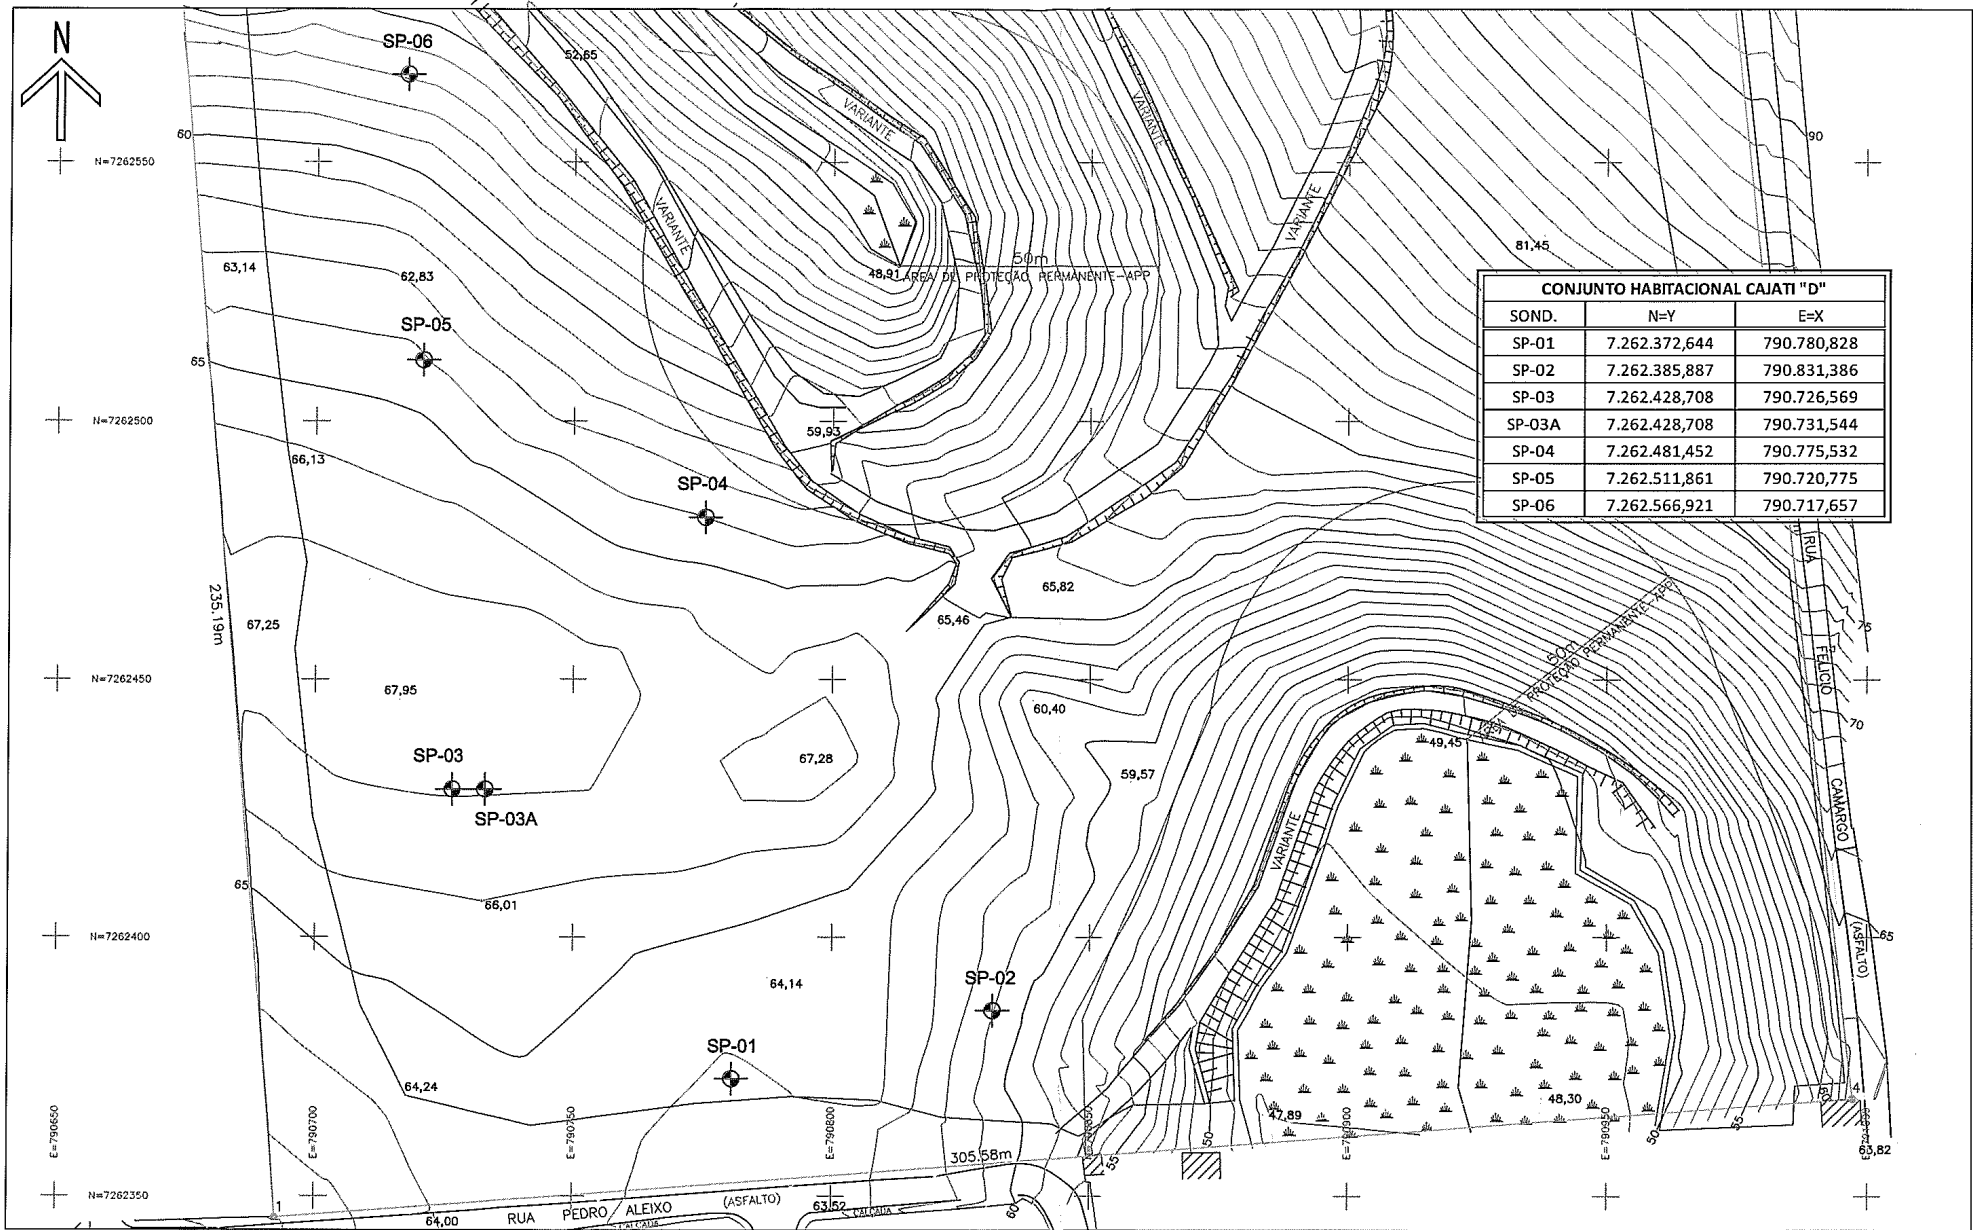 N
SP-06
52,65
VARIANTE
VARIANTE
60
90
N=7262550
VARIANTE
VARIANTE
81,45
63,14
62,83
48,91
50m
ÁREA DE PROTEÇÃO PERMANENTE-APP
CONJUNTO HABITACIONAL CAJATI "D"
SOND. N=Y E=X
SP-01 7.262.372,644 790.780,828
SP-02 7.262.385,887 790.831,386
SP-03 7.262.428,708 790.726,569
SP-03A 7.262.428,708 790.731,544
SP-04 7.262.481,452 790.775,532
SP-05 7.262.511,861 790.720,775
SP-06 7.262.566,921 790.717,657
SP-05
65
N=7262500
59,93
66,13
SP-04
RUA
FELICIO
CAMARGO
(ASFALTO)
235.19m
65,82
67,25
65,46
75
50m
PROTEÇÃO PERMANENTE-APP
N=7262450
67,95
60,40
70
49,45
SP-03
67,28
59,57
SP-03A
VARIANTE
65
66,01
N=7262400
65
64,14
SP-02
SP-01
64,24
47,89
48,30
4
E=790650
E=790700
E=790750
E=790800
E=790900
E=790950
50
50
55
60
63,82
305.58m
55
N=7262350
1
64,00
RUA PEDRO ALEIXO
(ASFALTO)
63,52
CALÇADA
CALÇADA
60